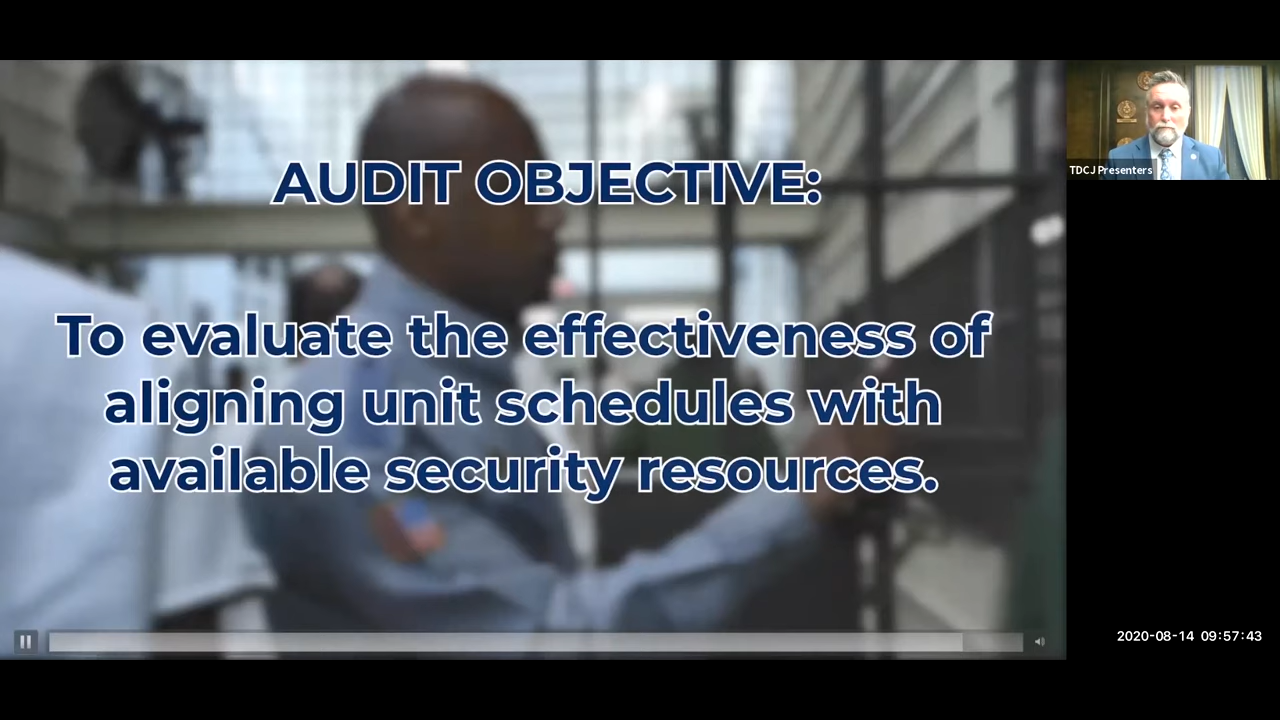 AUDIT OBJECTIVE:
To evaluate the effectiveness of
aligning unit schedules with
available security resources.
TDCJ Presenters
2020-08-14 09:57:43